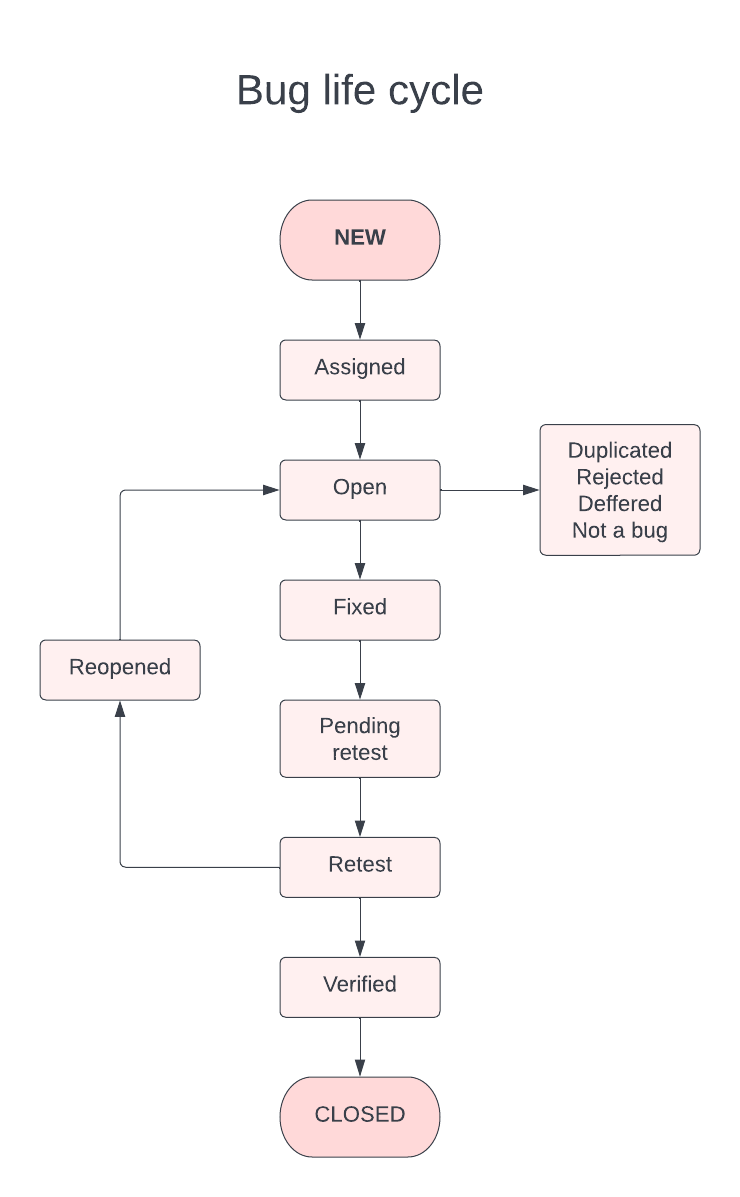 Bug life cycle
NEW
Assigned
Open
Duplicated
Rejected
Deffered
Not a bug
Fixed
Reopened
Pending
retest
Retest
Verified
CLOSED